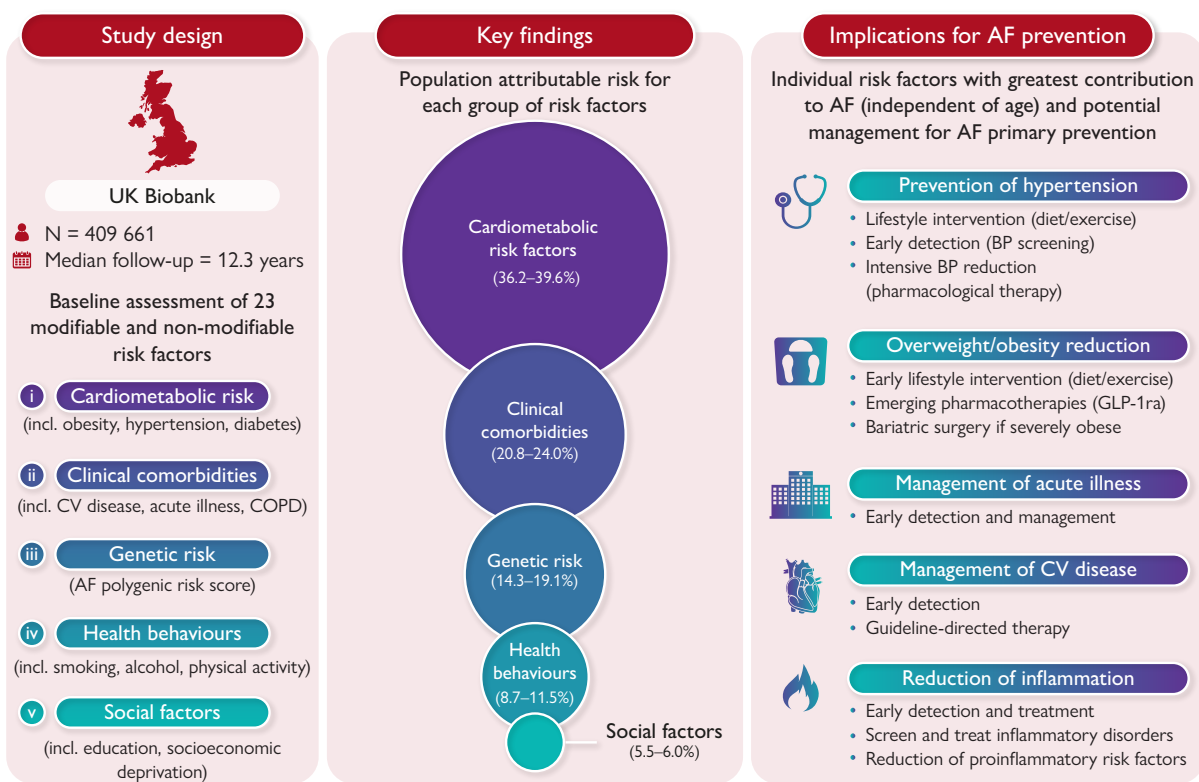 Study design
UK Biobank
N = 409 661
Median follow-up = 12.3 years
Baseline assessment of 23
modifiable and non-modifiable
risk factors
i Cardiometabolic risk
(incl. obesity, hypertension, diabetes)
ii Clinical comorbidities
(incl. CV disease, acute illness, COPD)
iii Genetic risk
(AF polygenic risk score)
iv Health behaviours
(incl. smoking, alcohol, physical activity)
v Social factors
(incl. education, socioeconomic
deprivation)
Key findings
Population attributable risk for
each group of risk factors
Cardiometabolic
risk factors
(36.2–39.6%)
Clinical
comorbidities
(20.8–24.0%)
Genetic risk
(14.3–19.1%)
Health
behaviours
(8.7–11.5%)
Social factors
(5.5–6.0%)
Implications for AF prevention
Individual risk factors with greatest contribution
to AF (independent of age) and potential
management for AF primary prevention
Prevention of hypertension
• Lifestyle intervention (diet/exercise)
• Early detection (BP screening)
• Intensive BP reduction
(pharmacological therapy)
Overweight/obesity reduction
• Early lifestyle intervention (diet/exercise)
• Emerging pharmacotherapies (GLP-1ra)
• Bariatric surgery if severely obese
Management of acute illness
• Early detection and management
Management of CV disease
• Early detection
• Guideline-directed therapy
Reduction of inflammation
• Early detection and treatment
• Screen and treat inflammatory disorders
• Reduction of proinflammatory risk factors